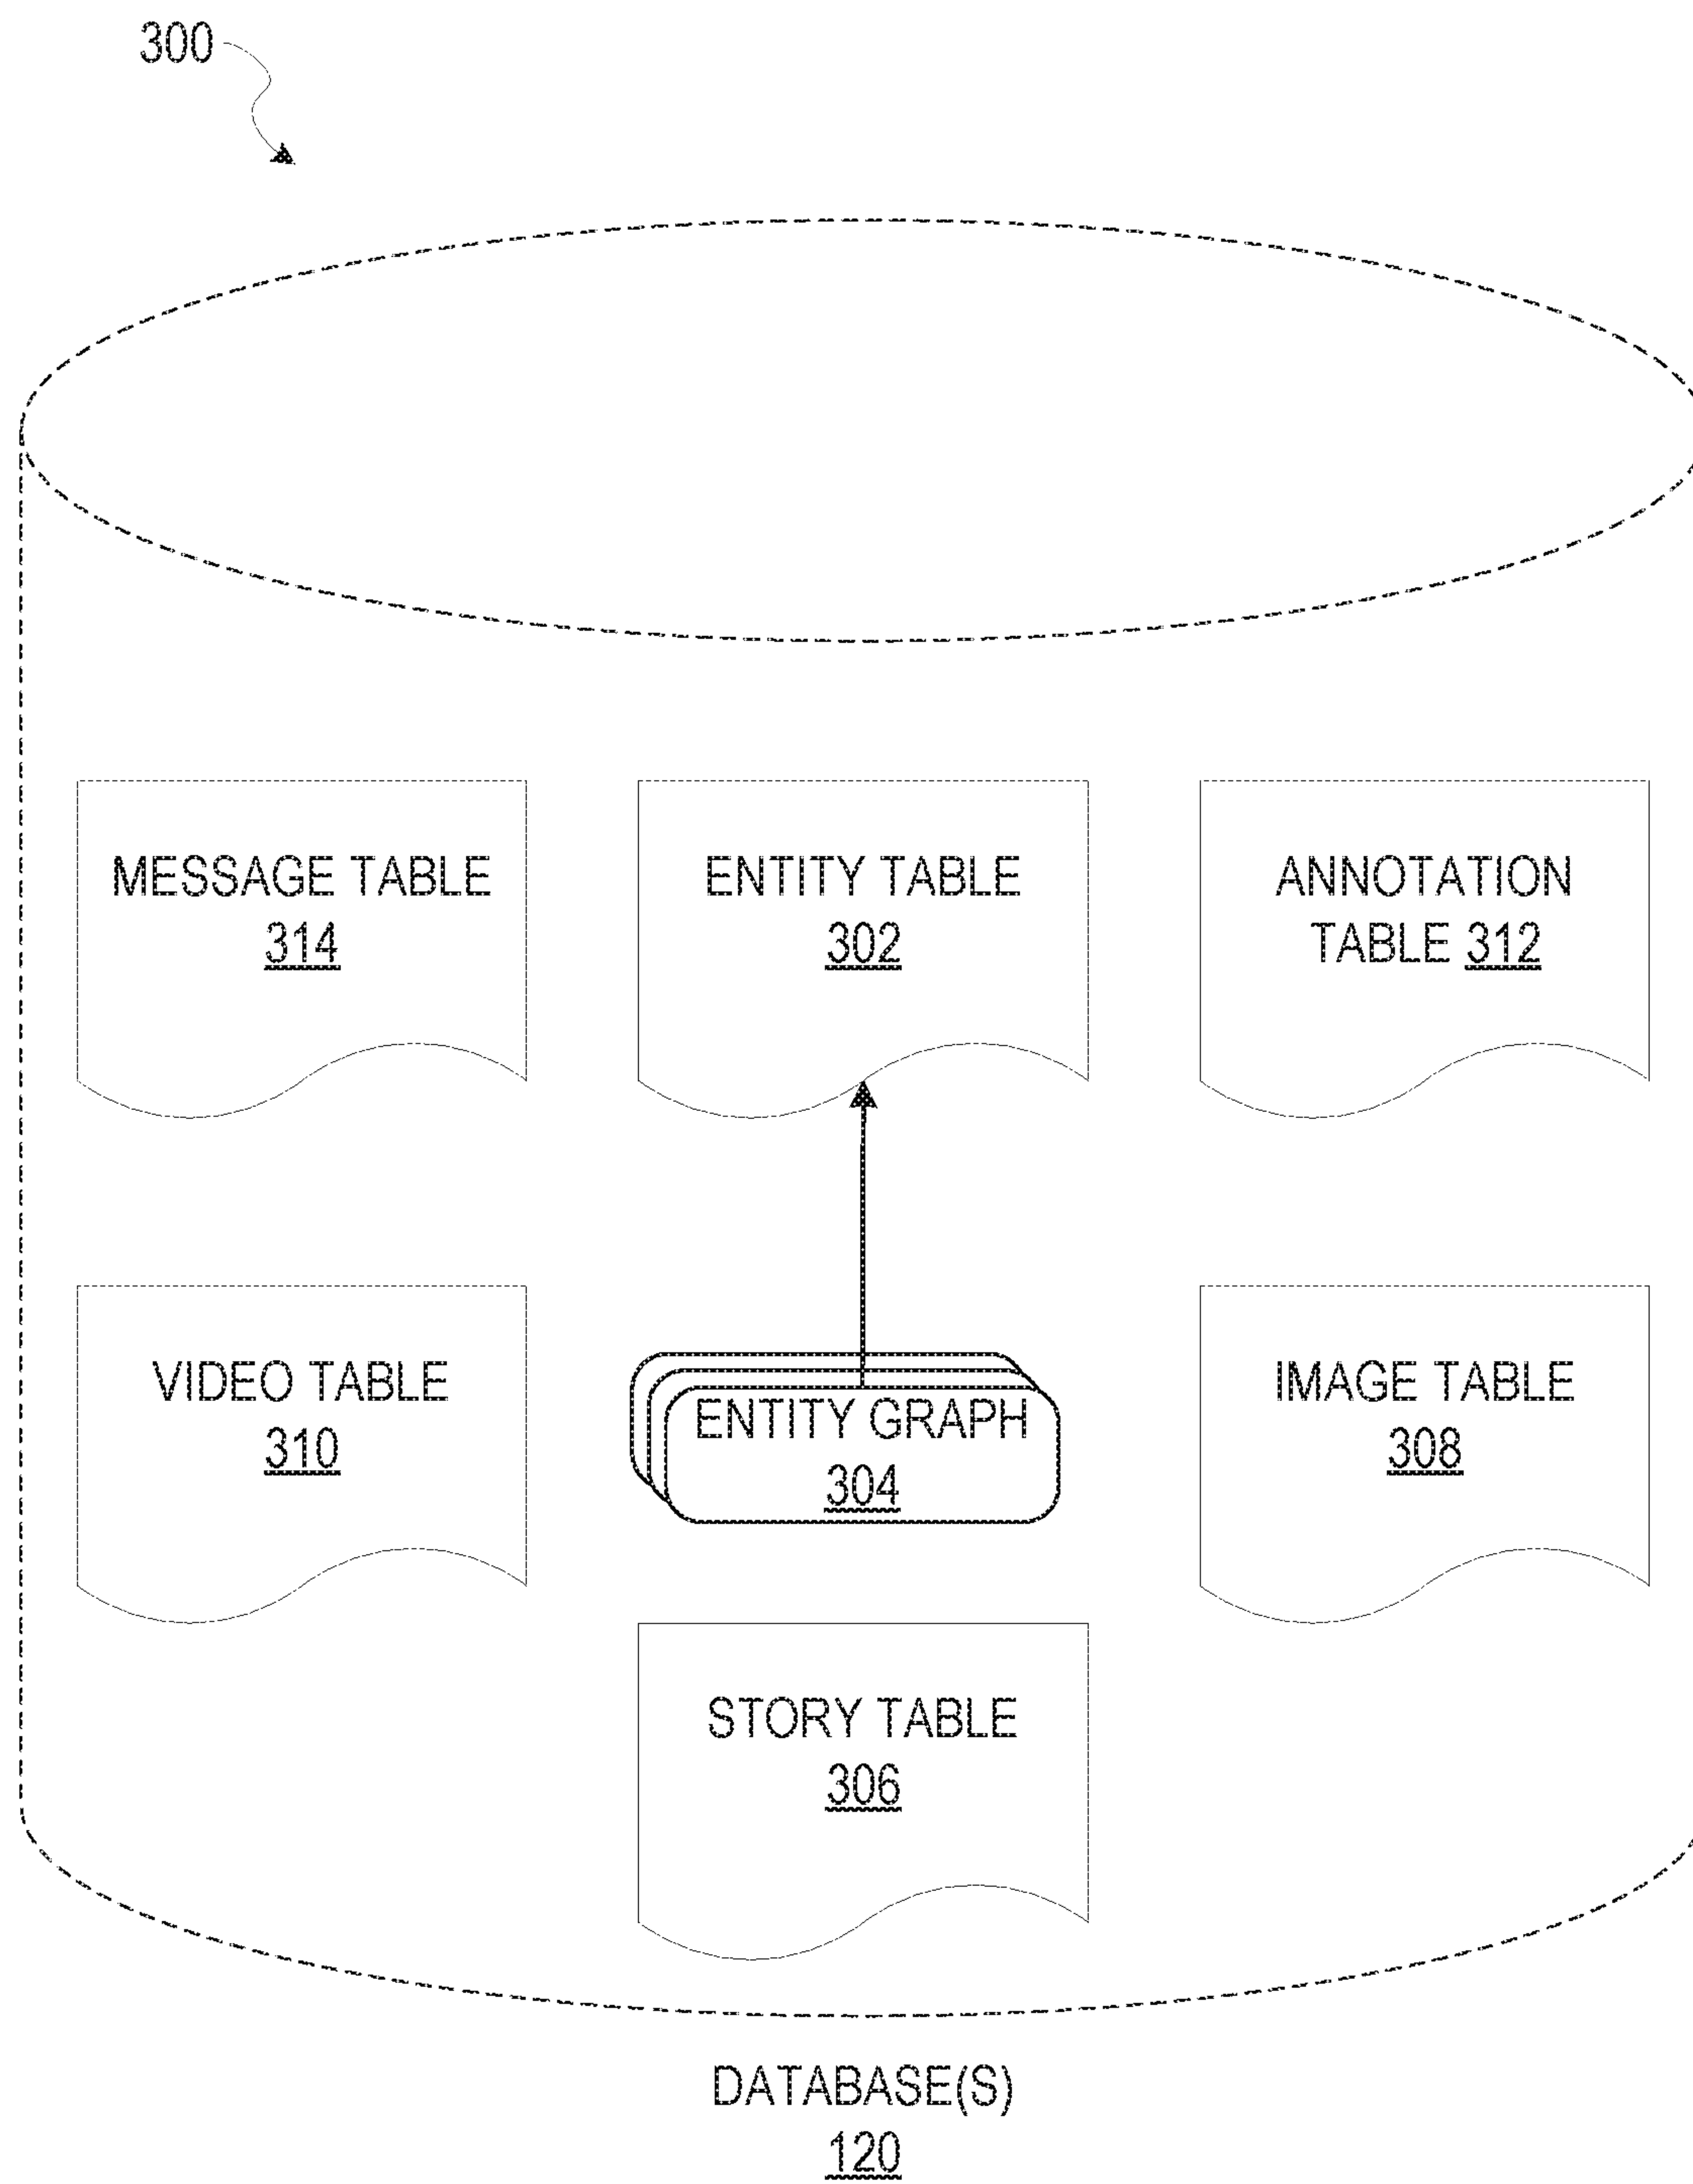 300
MESSAGE TABLE
314
ENTITY TABLE
302
ANNOTATION
TABLE 312
VIDEO TABLE
310
ENTITY GRAPH
304
IMAGE TABLE
308
STORY TABLE
306
DATABASE(S)
120